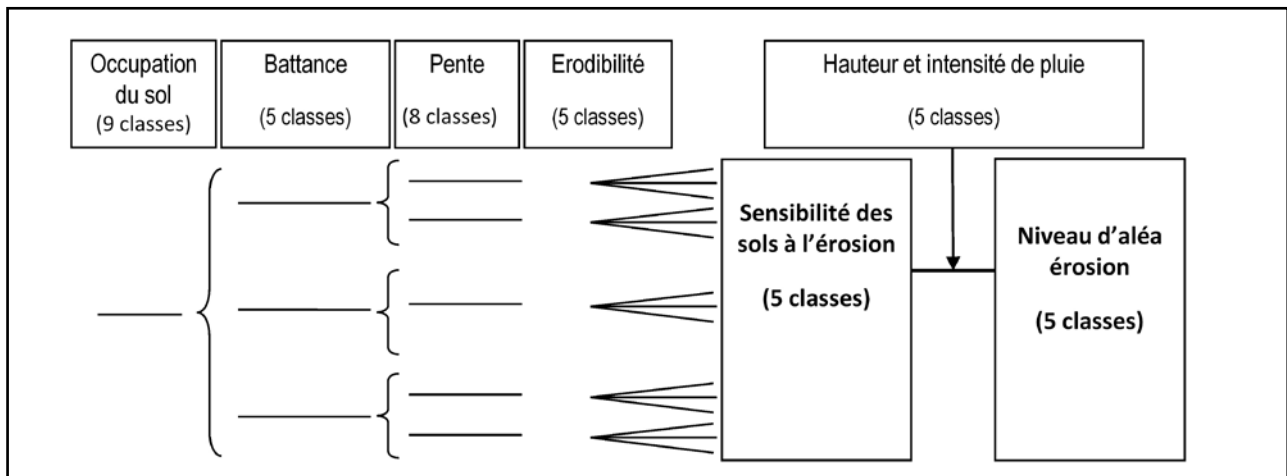 Occupation
du sol
(9 classes)
Battance
(5 classes)
Pente
(8 classes)
Erodibilité
(5 classes)
Hauteur et intensité de pluie
(5 classes)
Sensibilité des
sols à l'érosion
(5 classes)
Niveau d'aléa
érosion
(5 classes)